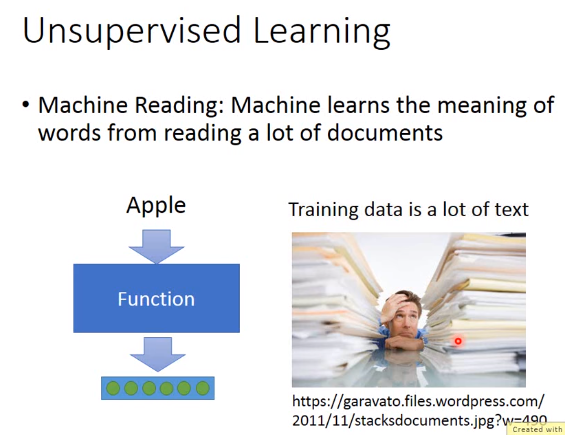 Unsupervised Learning
• Machine Reading: Machine learns the meaning of
words from reading a lot of documents
Apple
Training data is a lot of text
Function
https://garavato.files.wordpress.com/
2011/11/stacksdocuments.jpg?w=490
Created with